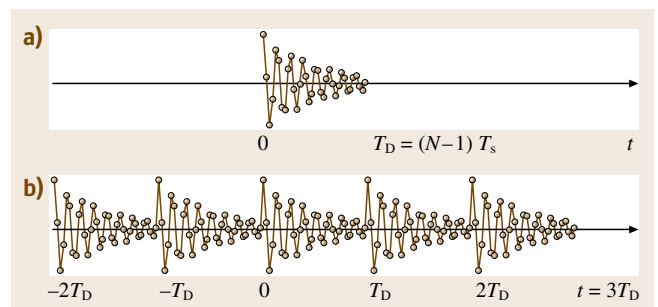 a)
0 T_D = (N–1) T_s t
b)
–2T_D –T_D 0 T_D 2T_D t = 3T_D